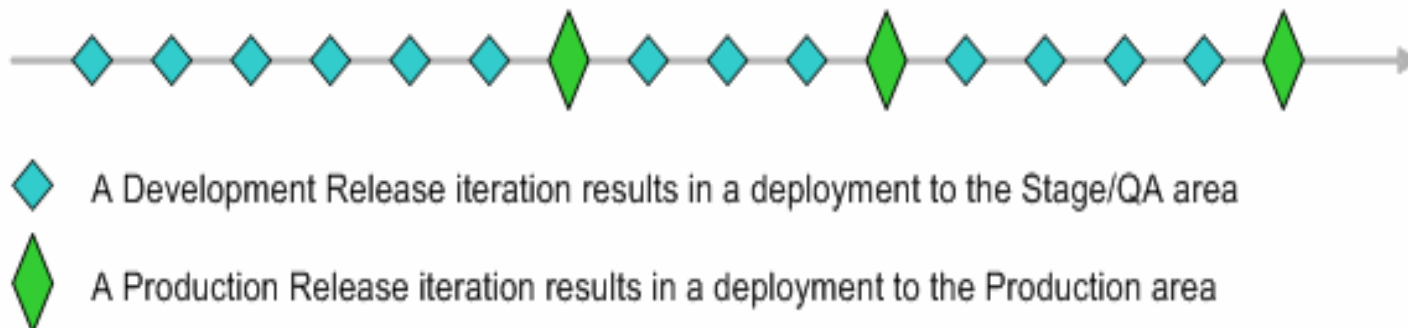 A Development Release iteration results in a deployment to the Stage/QA area
A Production Release iteration results in a deployment to the Production area